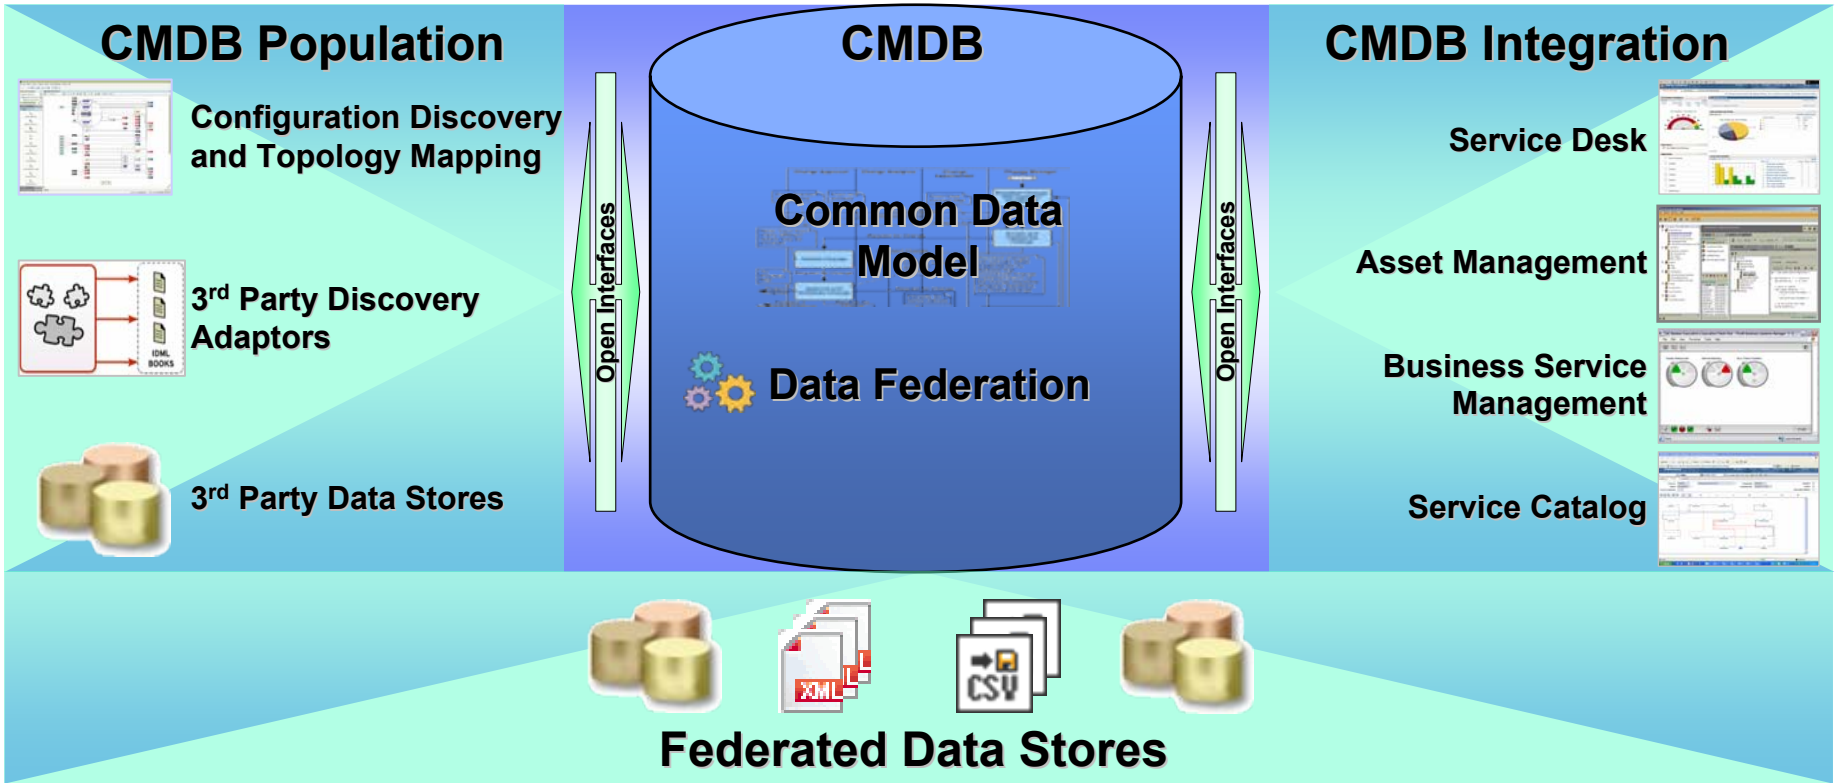 CMDB Population
Configuration Discovery
and Topology Mapping
3rd Party Discovery
Adaptors
IDML
BOOKS
3rd Party Data Stores
Open Interfaces
CMDB
Common Data
Model
Data Federation
Open Interfaces
CMDB Integration
Service Desk
Asset Management
Business Service
Management
Service Catalog
XML
CSV
Federated Data Stores